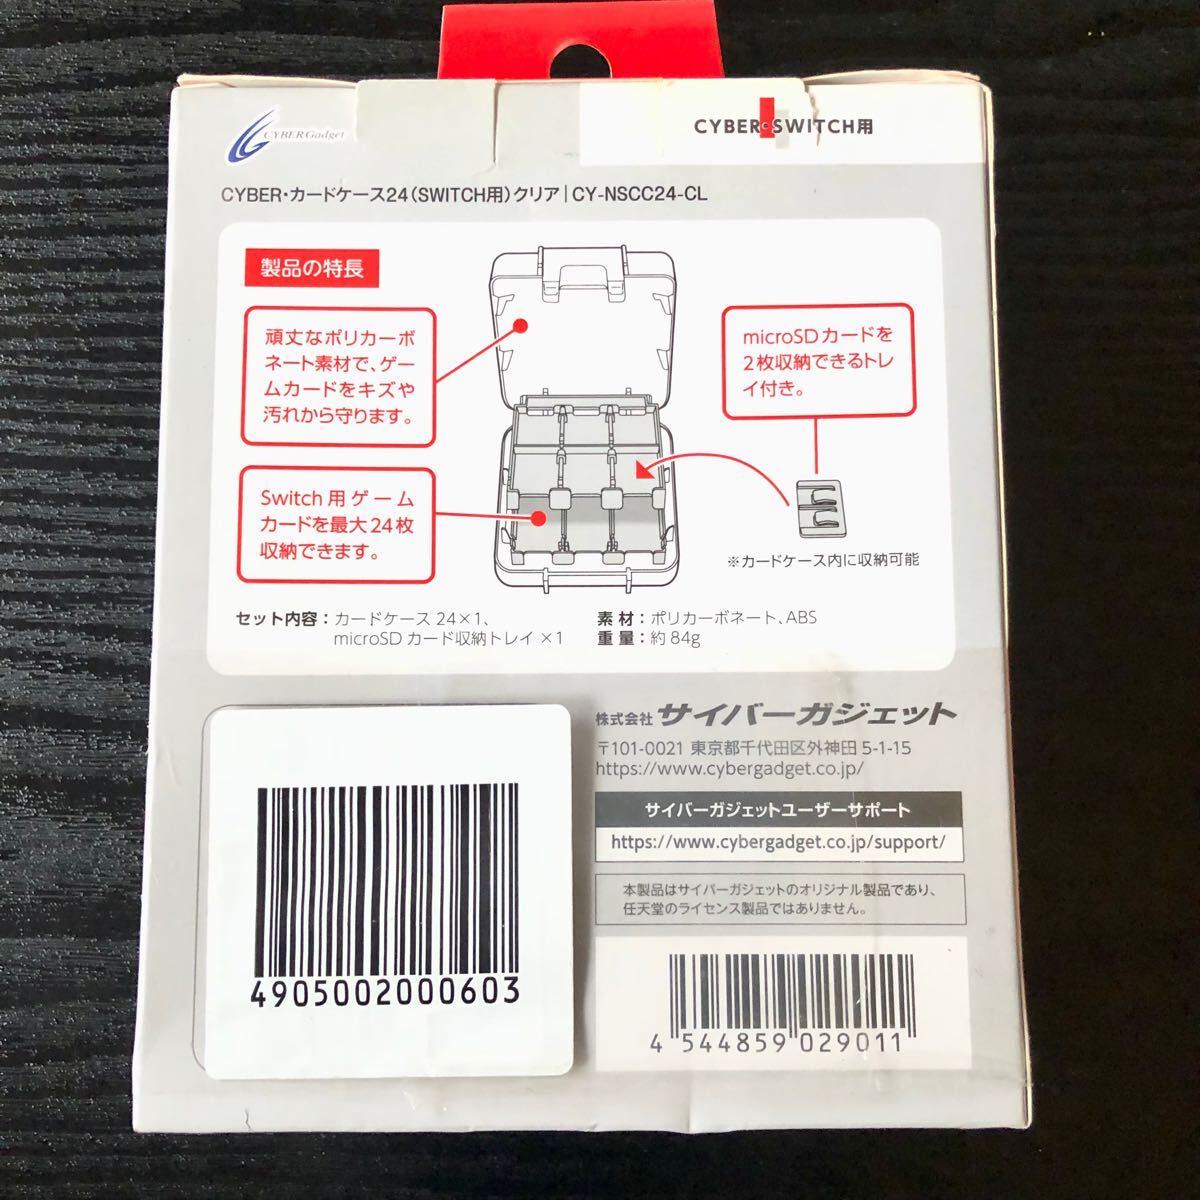 CYBER Gadget
CYBER・SWITCH用
CYBER・カードケース24(SWITCH用)クリア|CY-NSCC24-CL
製品の特長
頑丈なポリカーボ
ネート素材で、ゲー
ムカードをキズや
汚れから守ります。
Switch用ゲーム
カードを最大24枚
収納できます。
microSDカードを
2枚収納できるトレ
イ付き。
※カードケース内に収納可能
セット内容：カードケース 24×1、
microSDカード収納トレイ×1
素 材：ポリカーボネート、ABS
重 量：約84g
株式会社 サイバーガジェット
〒101-0021 東京都千代田区外神田 5-1-15
https://www.cybergadget.co.jp/
サイバーガジェットユーザーサポート
https://www.cybergadget.co.jp/support/
本製品はサイバーガジェットのオリジナル製品であり、
任天堂のライセンス製品ではありません。
4905002000603
4 544859 029011